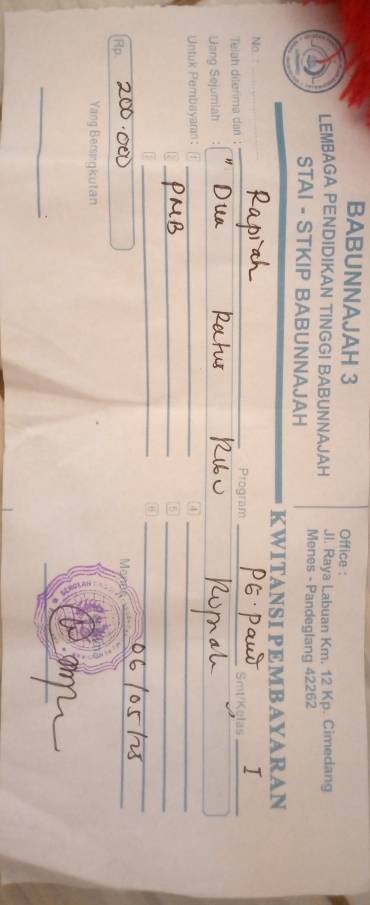 BABUNNAJAH 3
LEMBAGA PENDIDIKAN TINGGI BABUNNAJAH
STAI - STKIP BABUNNAJAH
Office :
Jl. Raya Labuan Km. 12 Kp. Cimedang
Menes - Pandeglang 42262
KWITANSI PEMBAYARAN
No. :
Telah diterima dari : Rapiah Program PG. Paud Smt/Kelas I
Uang Sejumlah : " Dua Ratus Ribu Rupiah "
Untuk Pembayaran : 1 4
2 PMB 5
3 6
Rp. 200.000
Menes, 06/05/25
Yang Bersangkutan